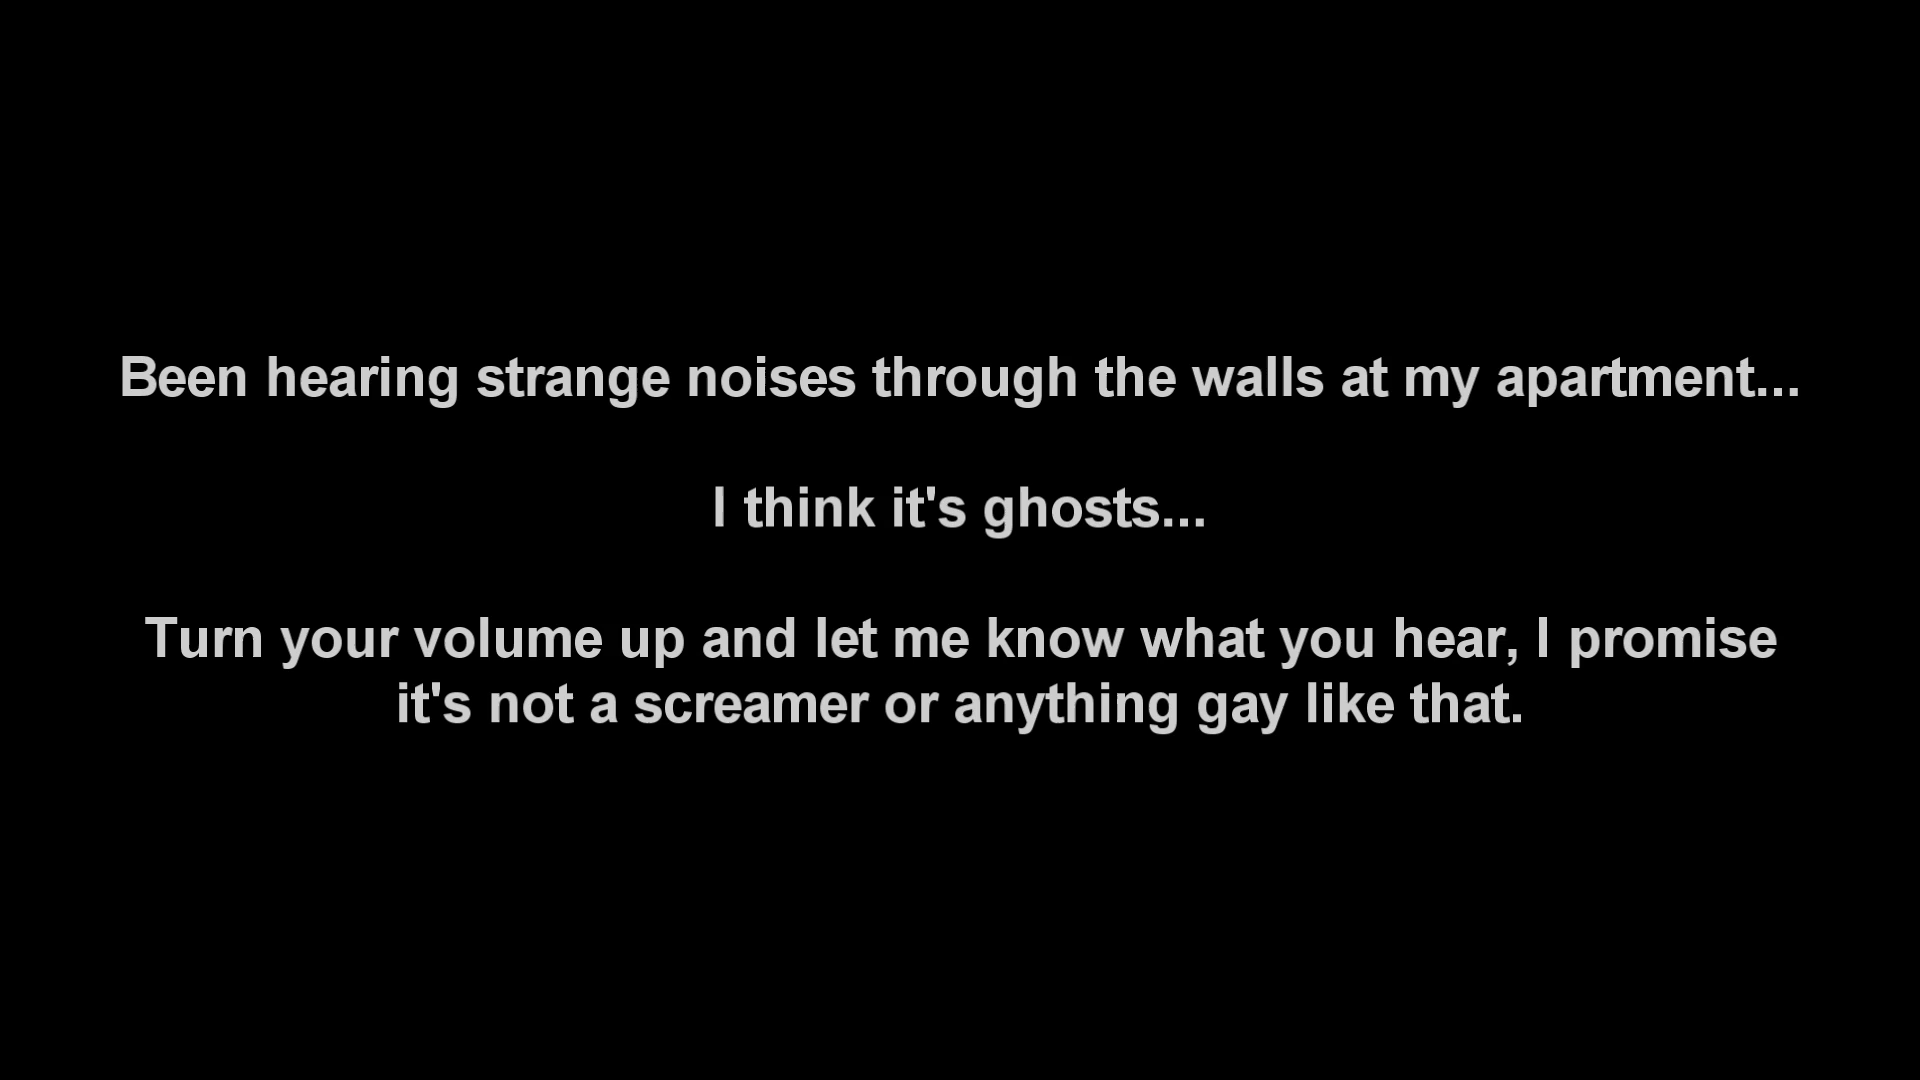 Been hearing strange noises through the walls at my apartment...
I think it's ghosts...
Turn your volume up and let me know what you hear, I promise
it's not a screamer or anything gay like that.